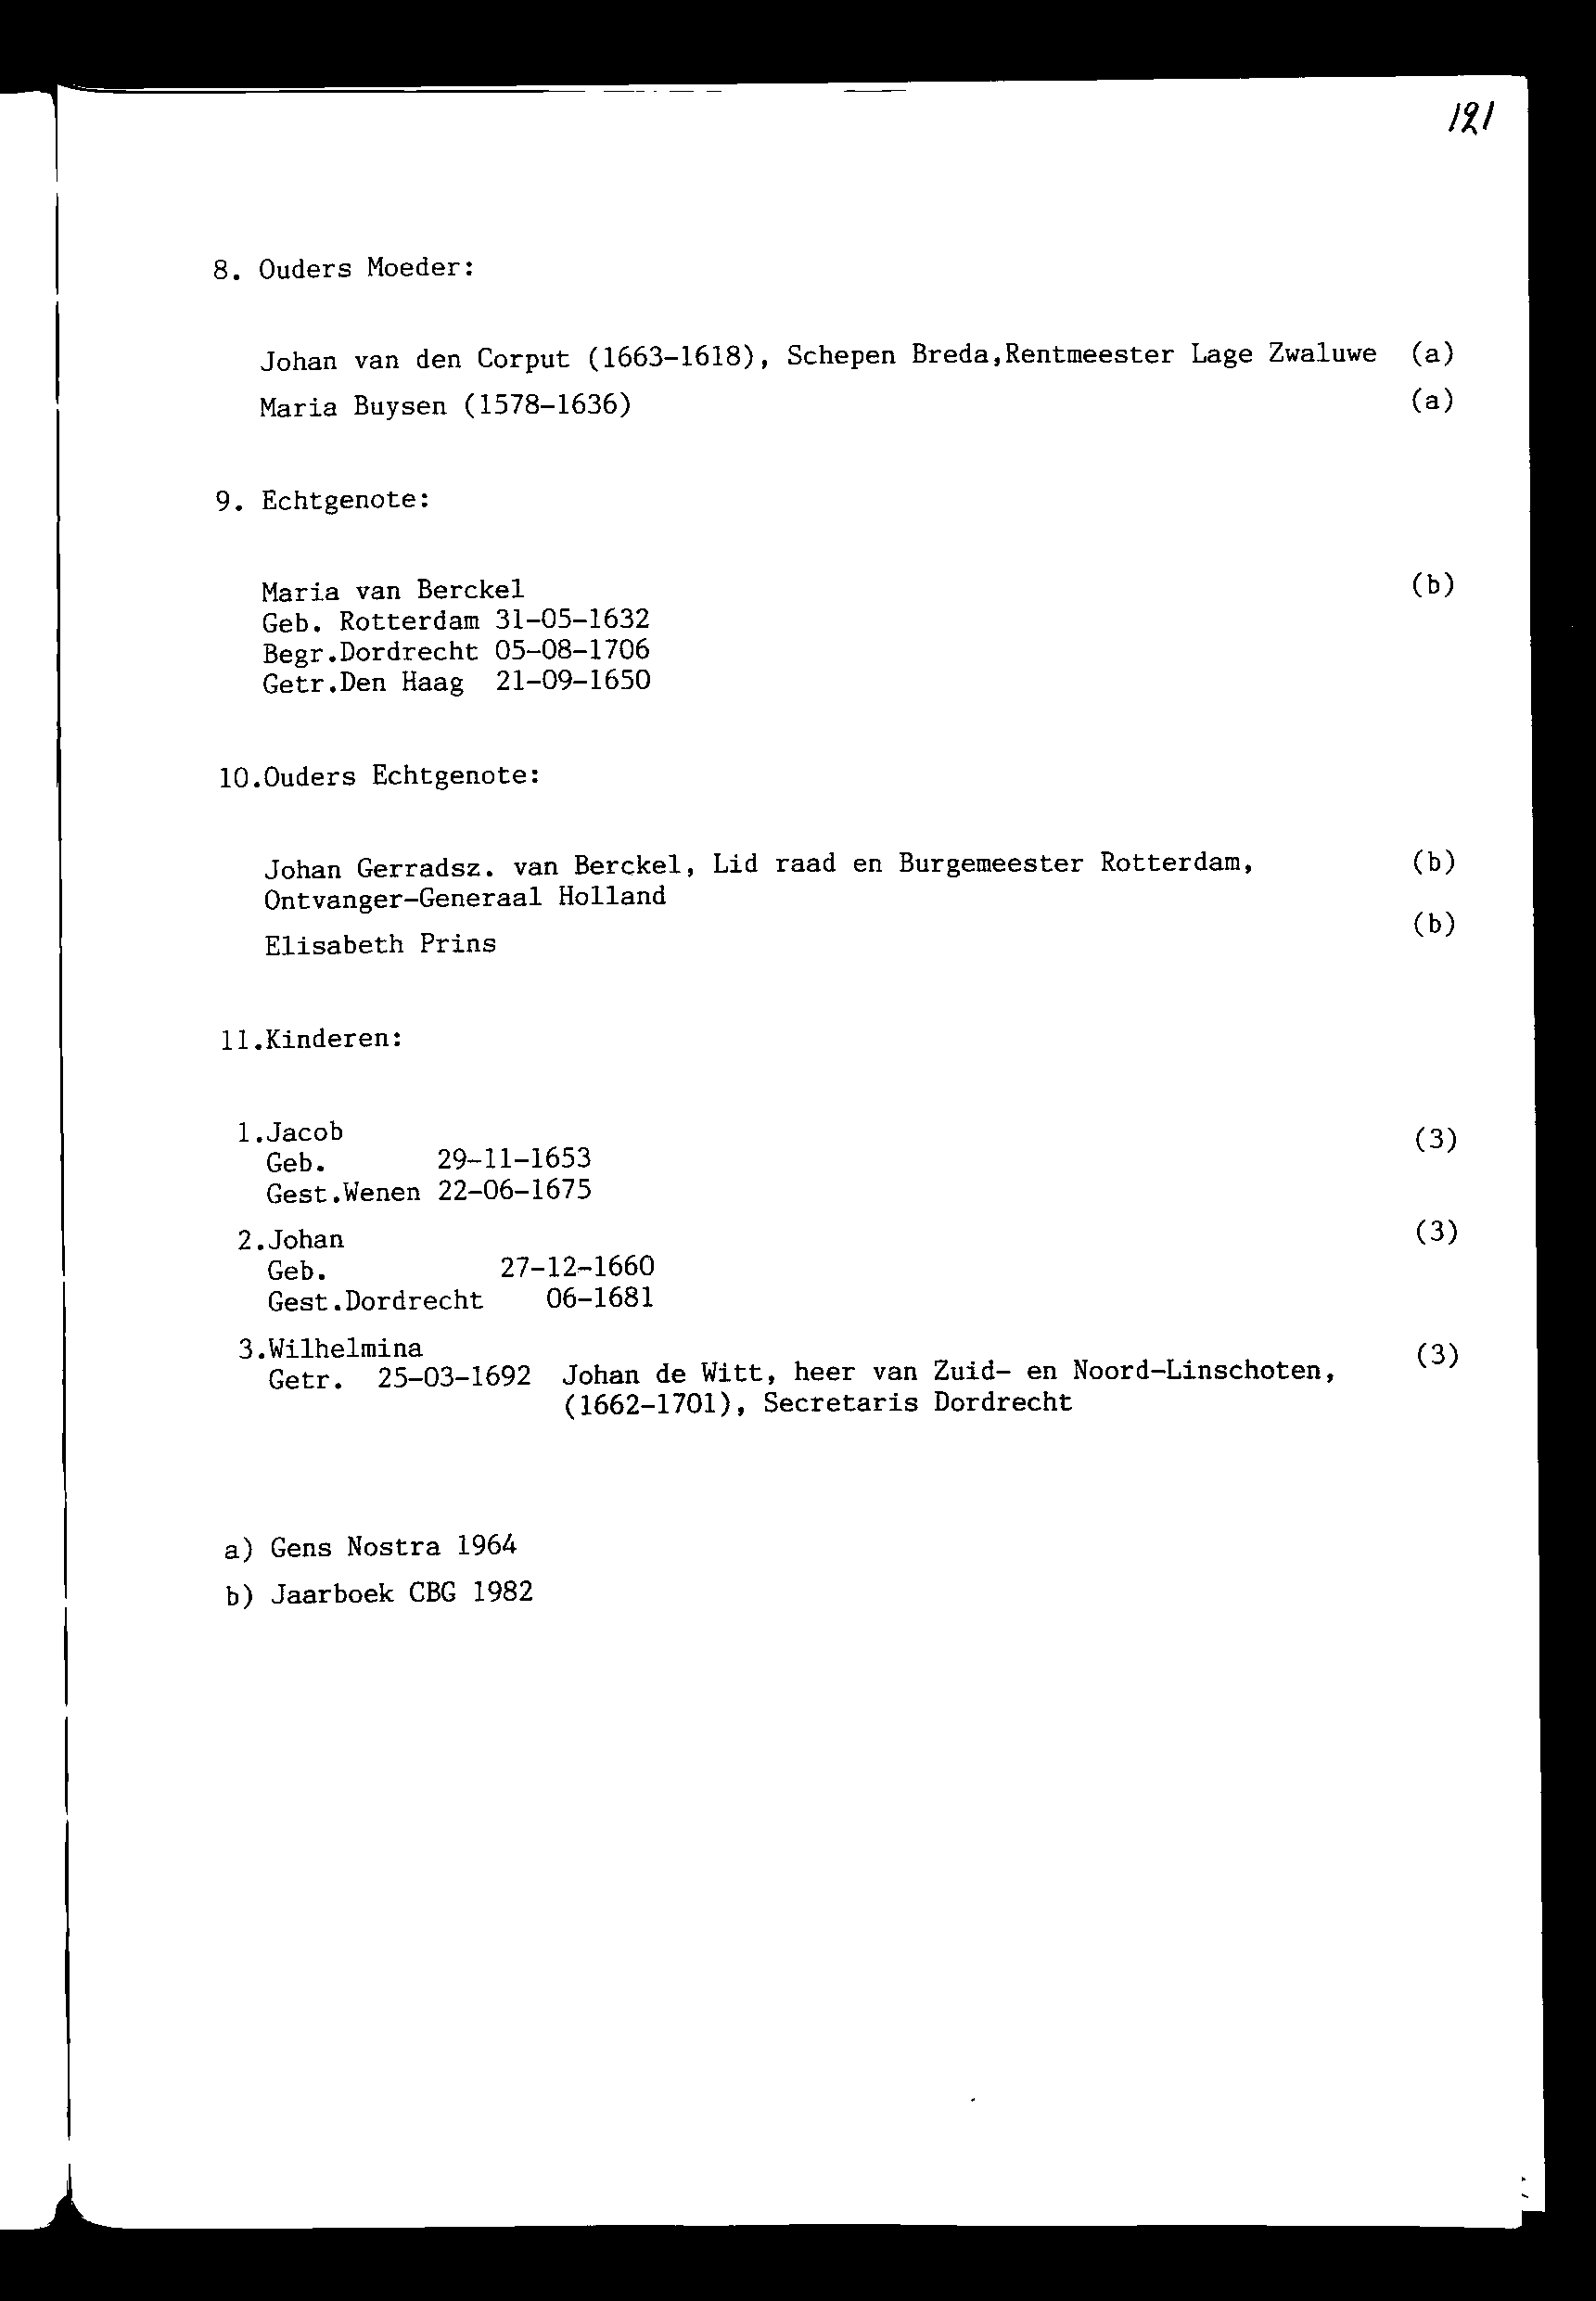 121
8. Ouders Moeder:
Johan van den Corput (1663-1618), Schepen Breda,Rentmeester Lage Zwaluwe (a)
Maria Buysen (1578-1636) (a)
9. Echtgenote:
Maria van Berckel (b)
Geb. Rotterdam 31-05-1632
Begr.Dordrecht 05-08-1706
Getr.Den Haag 21-09-1650
10.Ouders Echtgenote:
Johan Gerradsz. van Berckel, Lid raad en Burgemeester Rotterdam, (b)
Ontvanger-Generaal Holland
Elisabeth Prins (b)
11.Kinderen:
1.Jacob (3)
Geb. 29-11-1653
Gest.Wenen 22-06-1675
2.Johan (3)
Geb. 27-12-1660
Gest.Dordrecht 06-1681
3.Wilhelmina (3)
Getr. 25-03-1692 Johan de Witt, heer van Zuid- en Noord-Linschoten,
(1662-1701), Secretaris Dordrecht
a) Gens Nostra 1964
b) Jaarboek CBG 1982